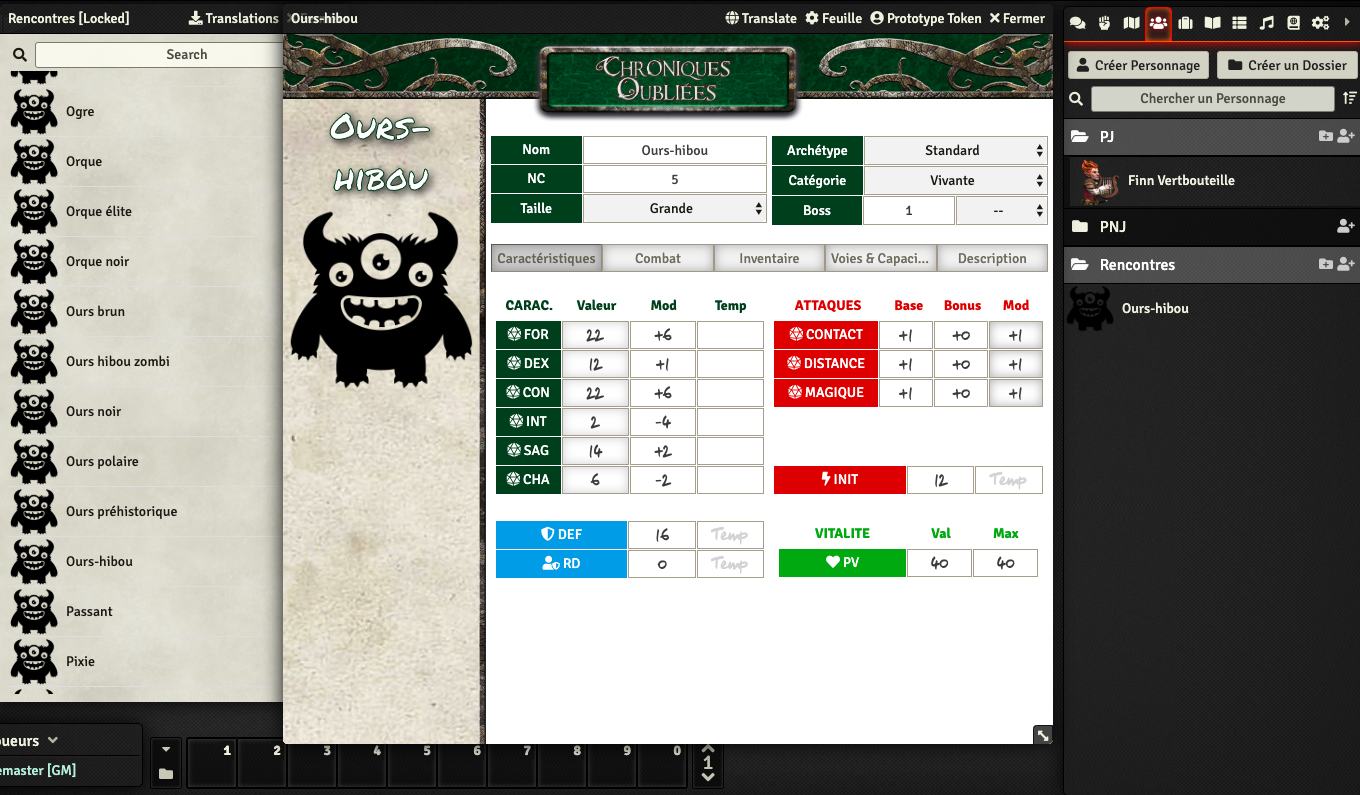 Rencontres [Locked]
Translations
Search
Ogre
Orque
Orque élite
Orque noir
Ours brun
Ours hibou zombi
Ours noir
Ours polaire
Ours préhistorique
Ours-hibou
Passant
Pixie
Ours-hibou
Translate
Feuille
Prototype Token
Fermer
Chroniques
Oubliées
Ours-
hibou
Nom Ours-hibou
NC 5
Taille Grande
Archétype Standard
Catégorie Vivante
Boss 1 --
Caractéristiques Combat Inventaire Voies & Capaci... Description
CARAC. Valeur Mod Temp
FOR 22 +6
DEX 12 +1
CON 22 +6
INT 2 -4
SAG 14 +2
CHA 6 -2
ATTAQUES Base Bonus Mod
CONTACT +1 +0 +1
DISTANCE +1 +0 +1
MAGIQUE +1 +0 +1
INIT 12 Temp
DEF 16 Temp
RD 0 Temp
VITALITE Val Max
PV 40 40
Créer Personnage
Créer un Dossier
Chercher un Personnage
PJ
Finn Vertbouteille
PNJ
Rencontres
Ours-hibou
oueurs
emaster [GM]
1 2 3 4 5 6 7 8 9 0
1